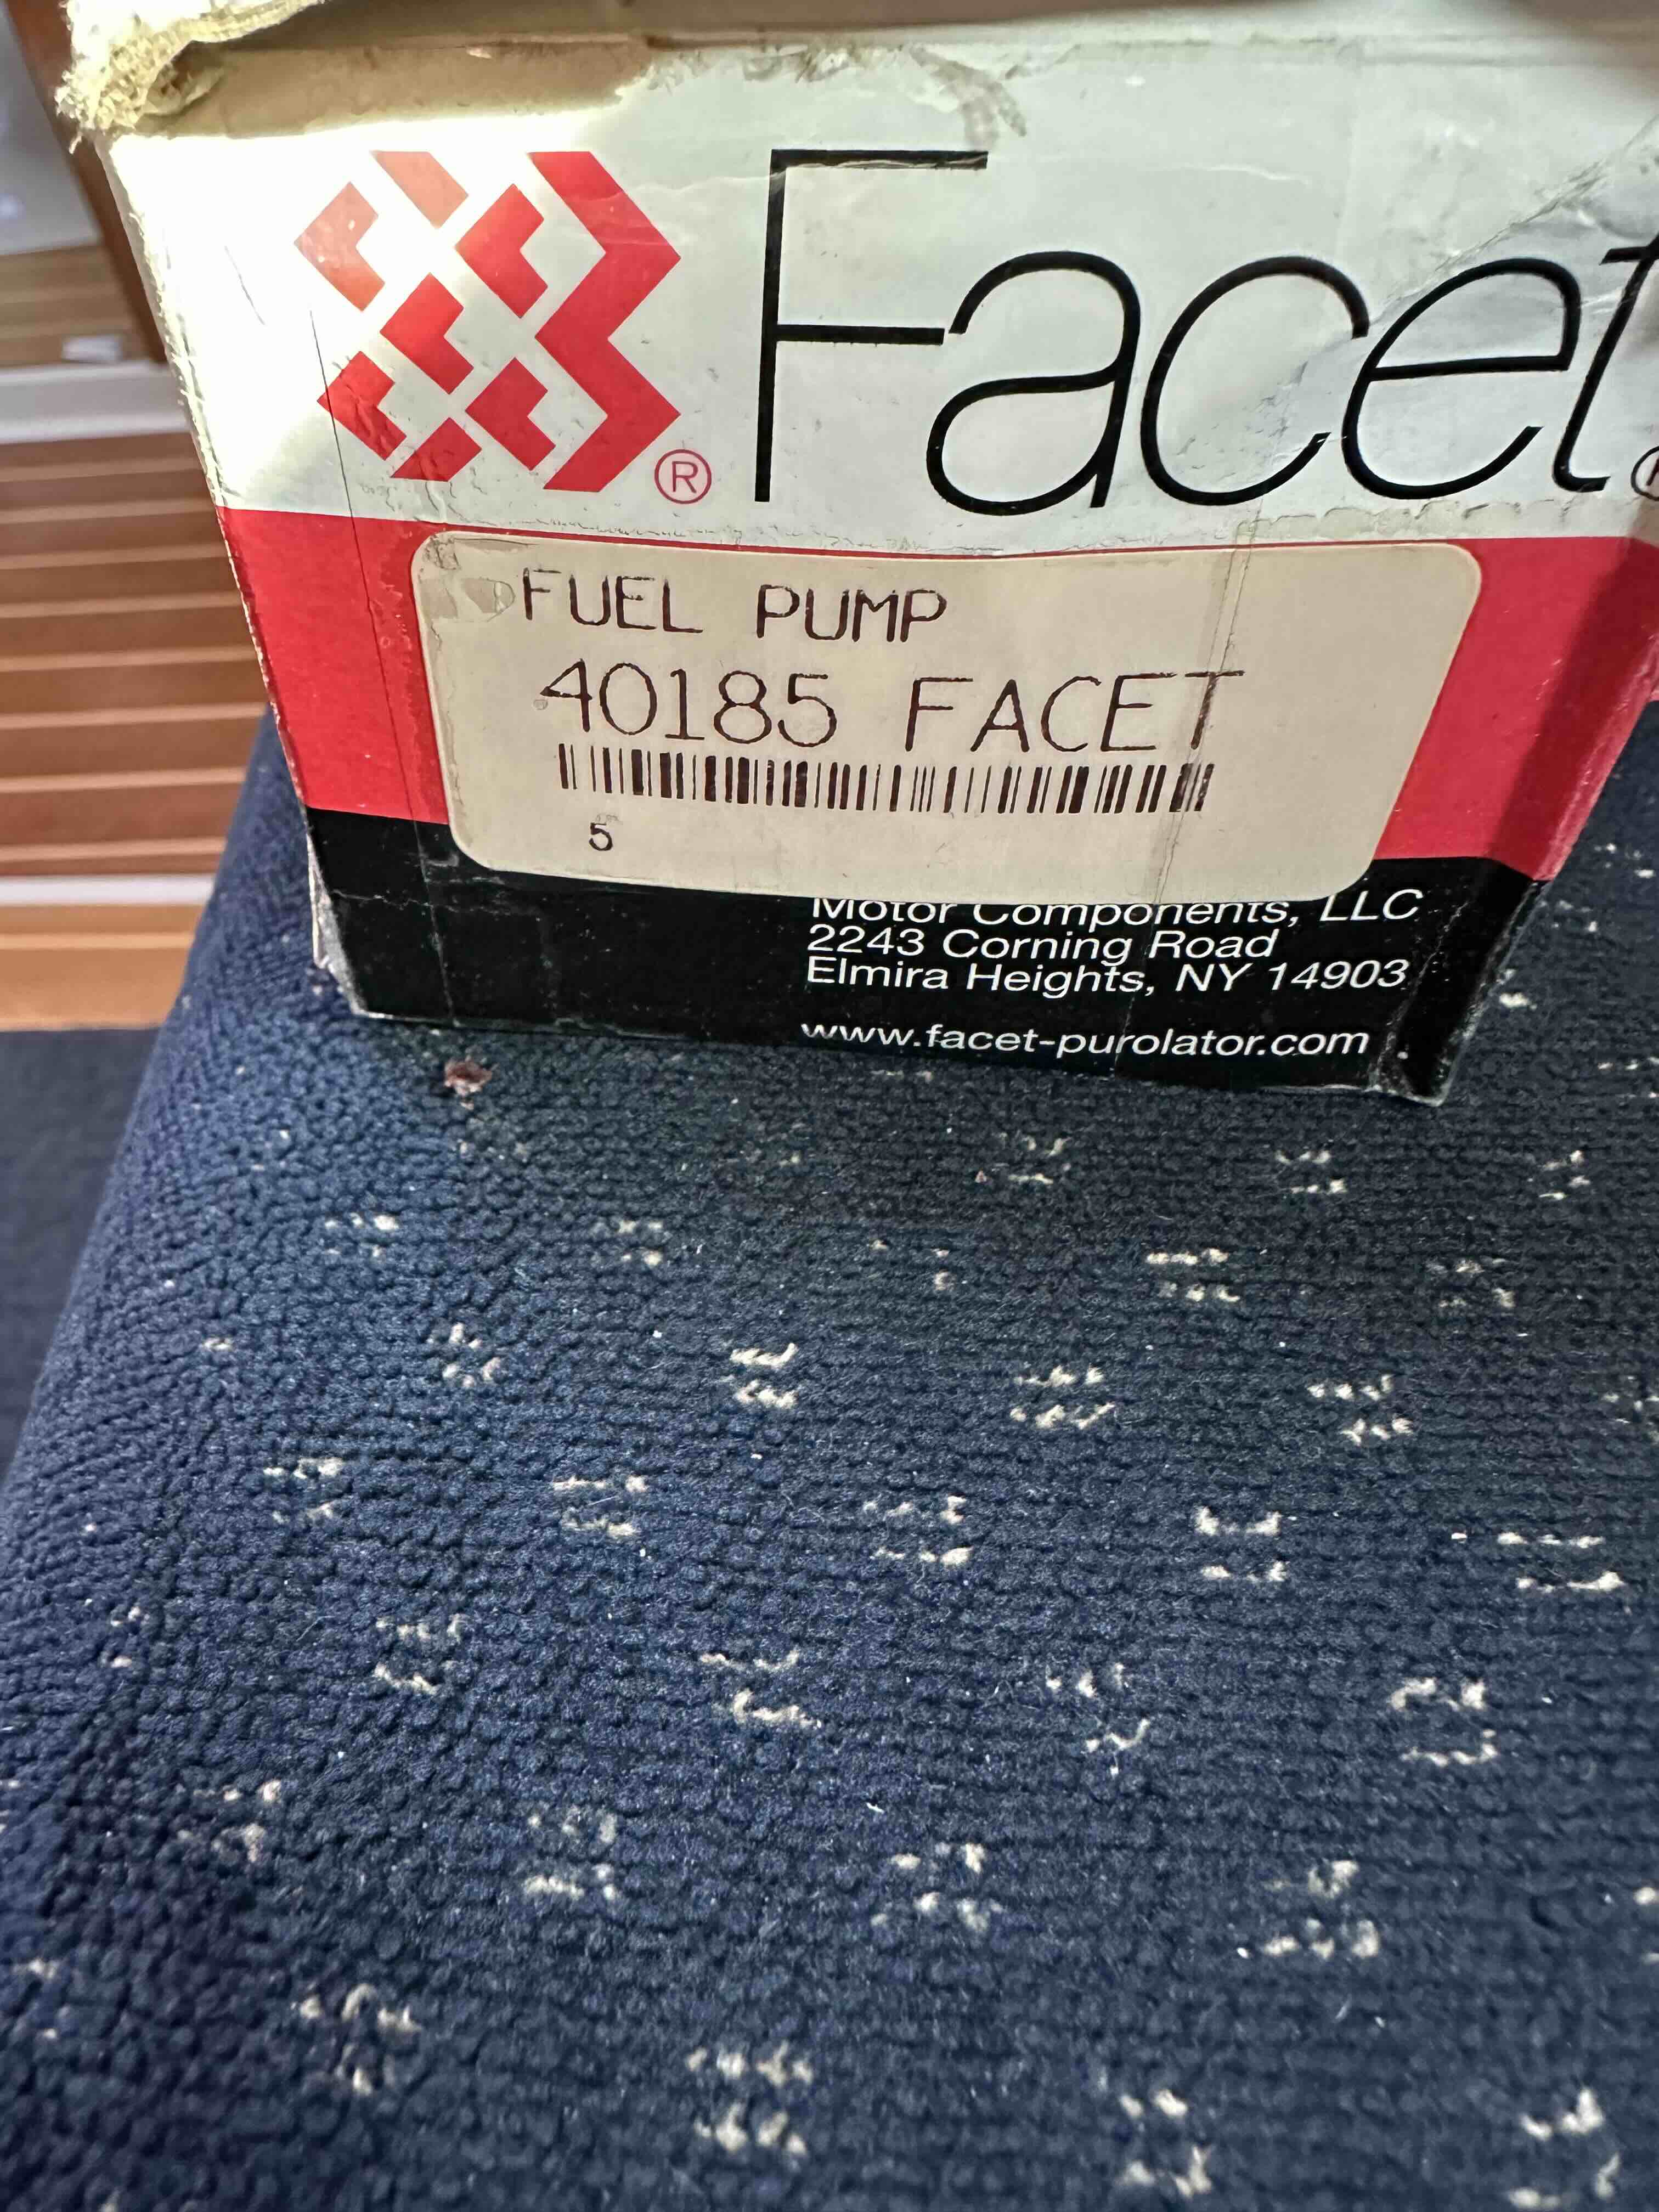 ® Facet®
FUEL PUMP
40185 FACET
5
Motor Components, LLC
2243 Corning Road
Elmira Heights, NY 14903
www.facet-purolator.com